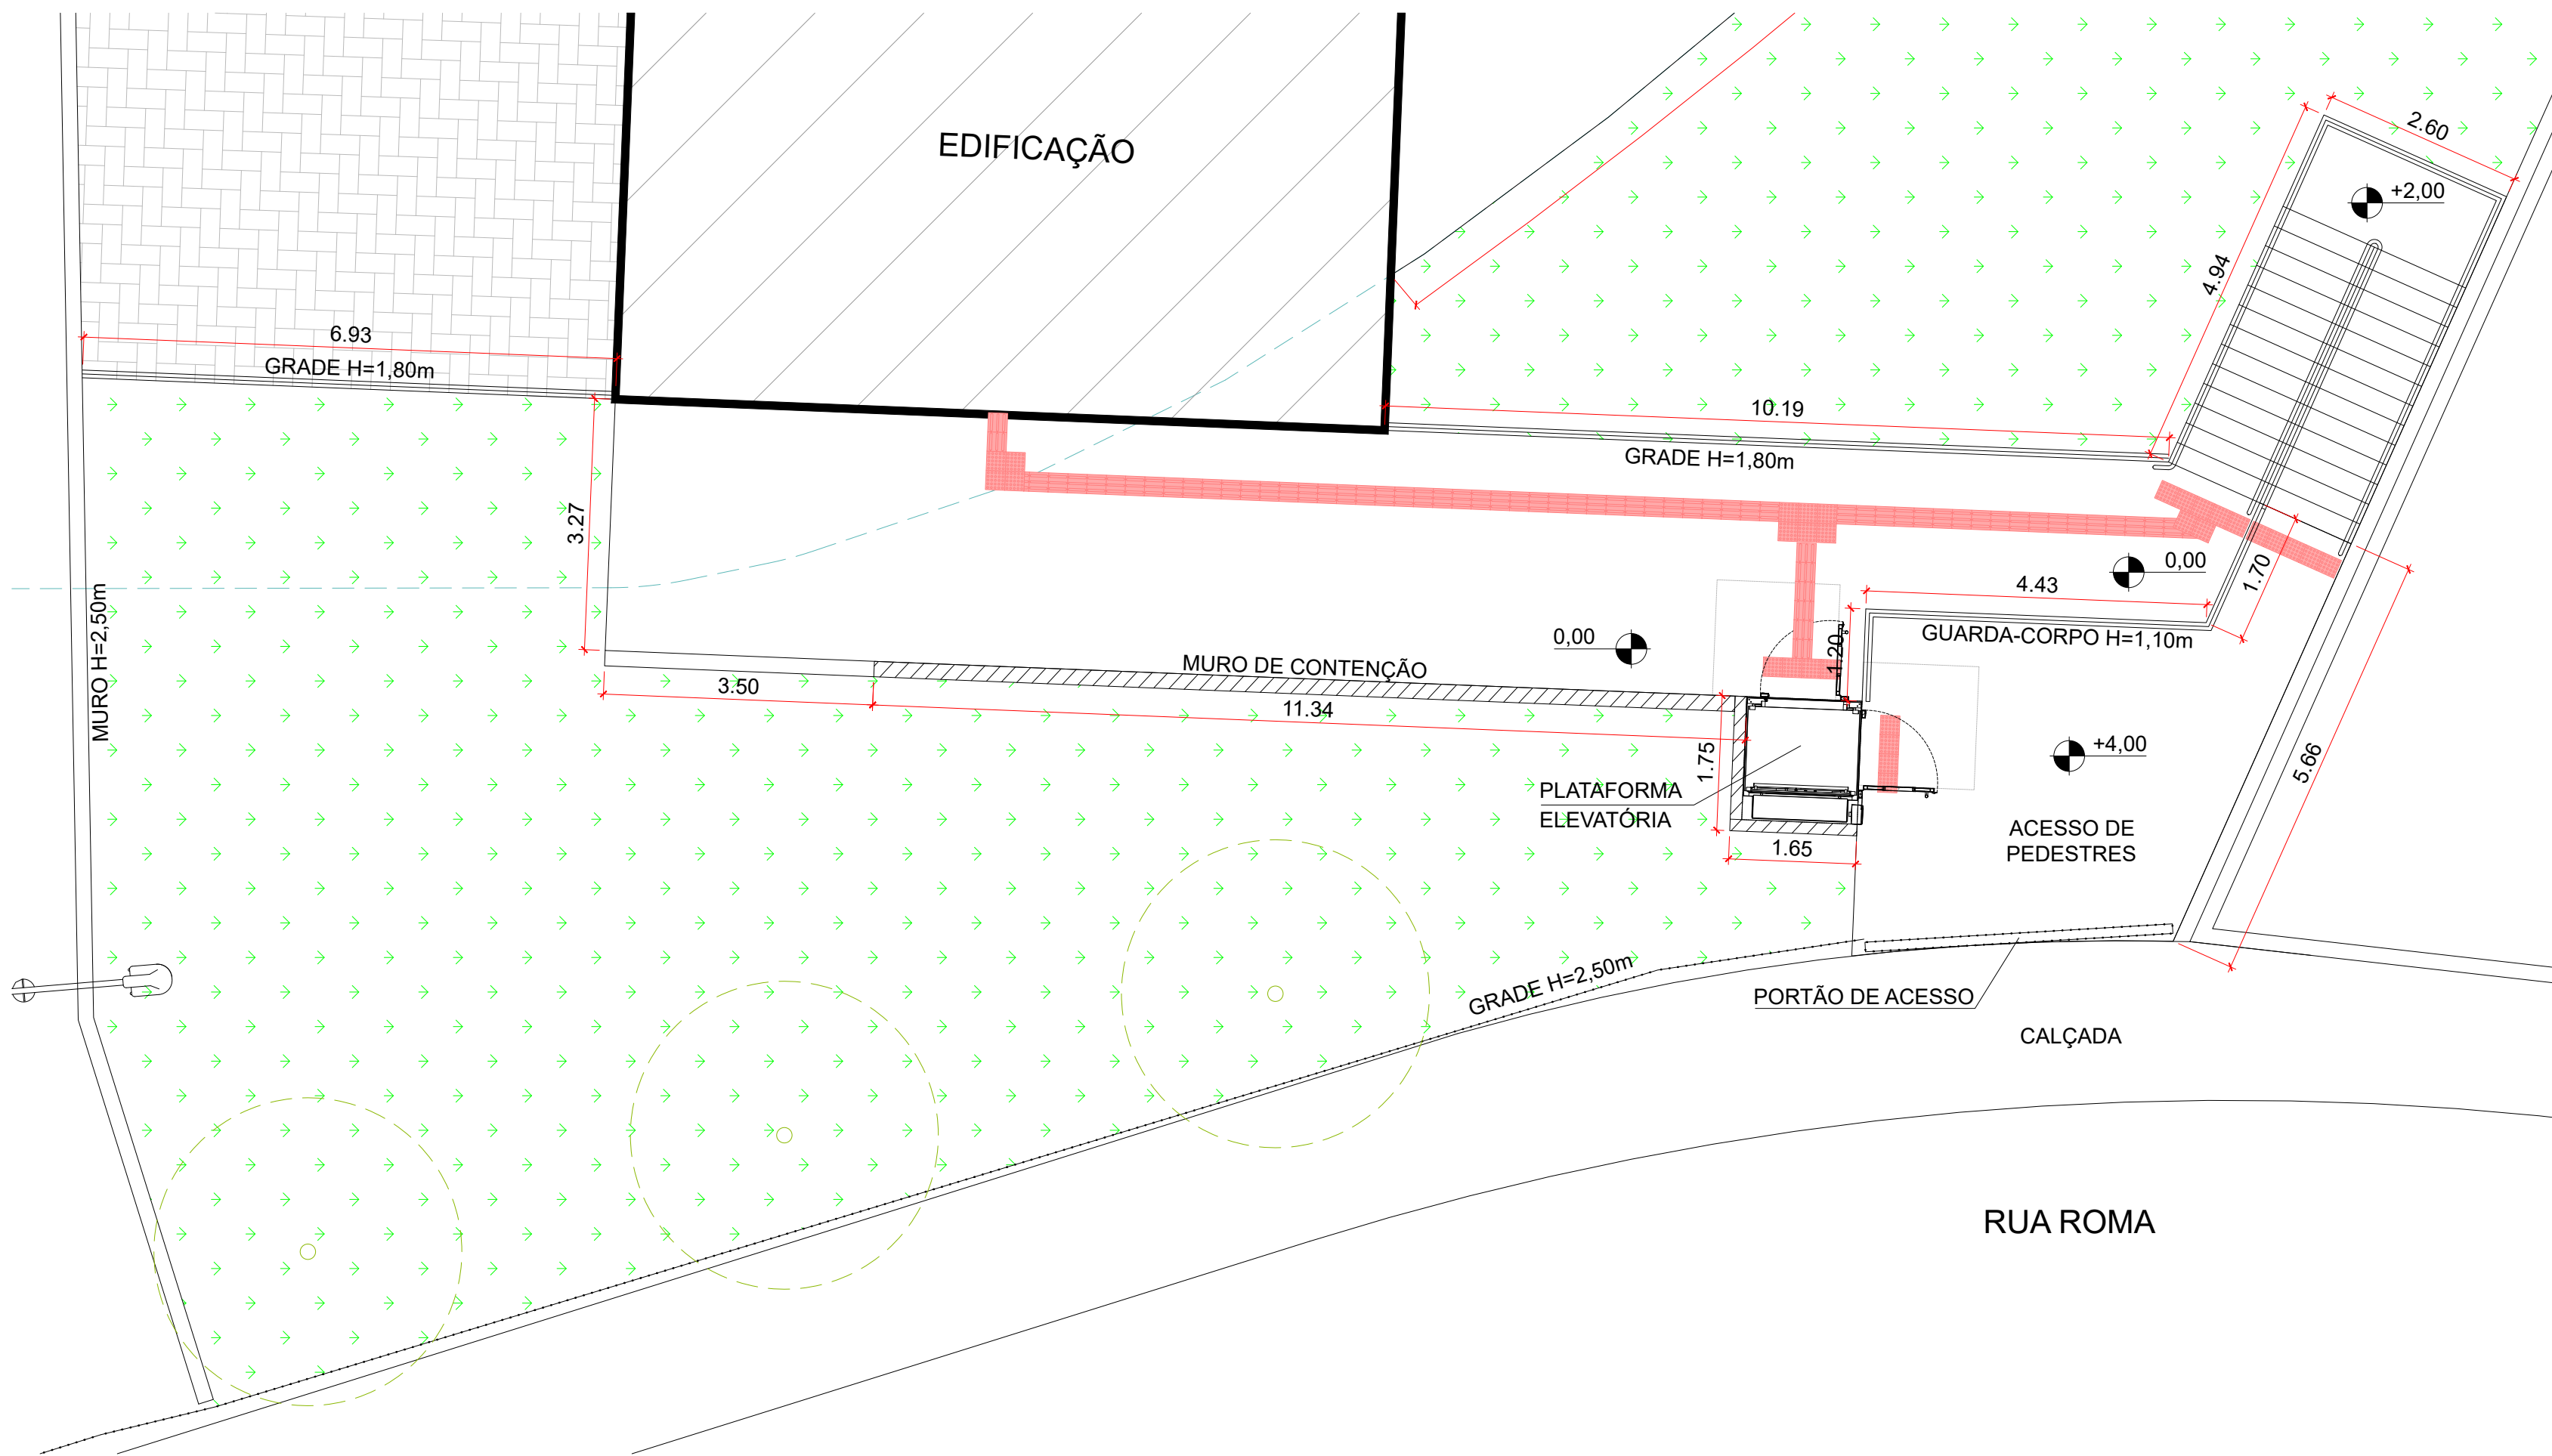 EDIFICAÇÃO
2.60
+2,00
4.94
6.93
GRADE H=1,80m
10.19
GRADE H=1,80m
3.27
0,00
1.70
4.43
GUARDA-CORPO H=1,10m
0,00
1.20
MURO H=2,50m
MURO DE CONTENÇÃO
3.50
11.34
1.75
+4,00
5.66
PLATAFORMA
ELEVATÓRIA
1.65
ACESSO DE
PEDESTRES
GRADE H=2,50m
PORTÃO DE ACESSO
CALÇADA
RUA ROMA